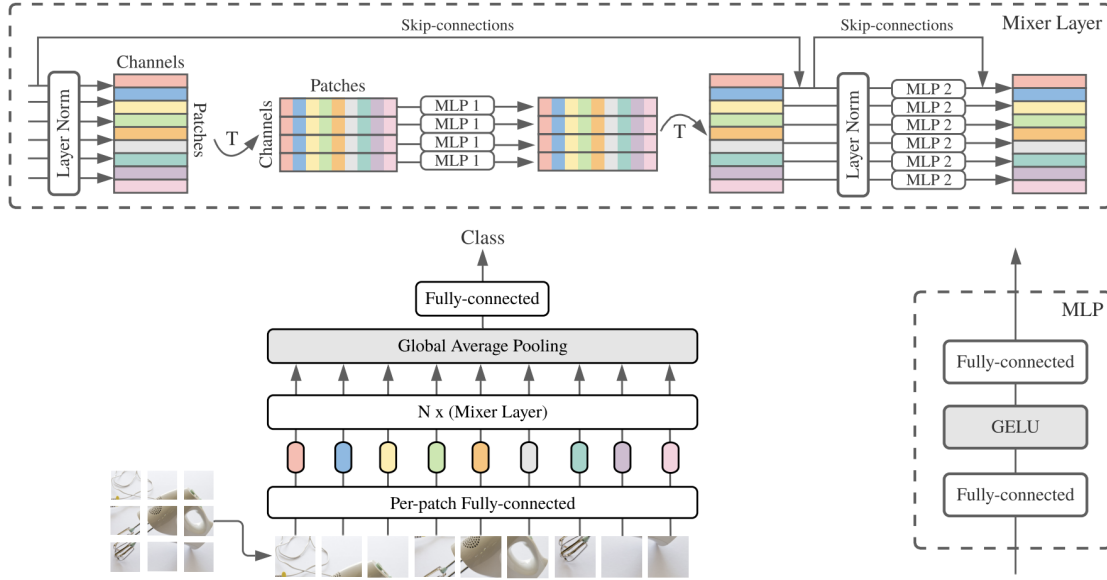 Skip-connections
Skip-connections
Mixer Layer
Channels
Layer Norm
Patches
T
Patches
Channels
MLP 1
MLP 1
MLP 1
MLP 1
T
Layer Norm
MLP 2
MLP 2
MLP 2
MLP 2
MLP 2
MLP 2
Class
Fully-connected
Global Average Pooling
N x (Mixer Layer)
Per-patch Fully-connected
MLP
Fully-connected
GELU
Fully-connected